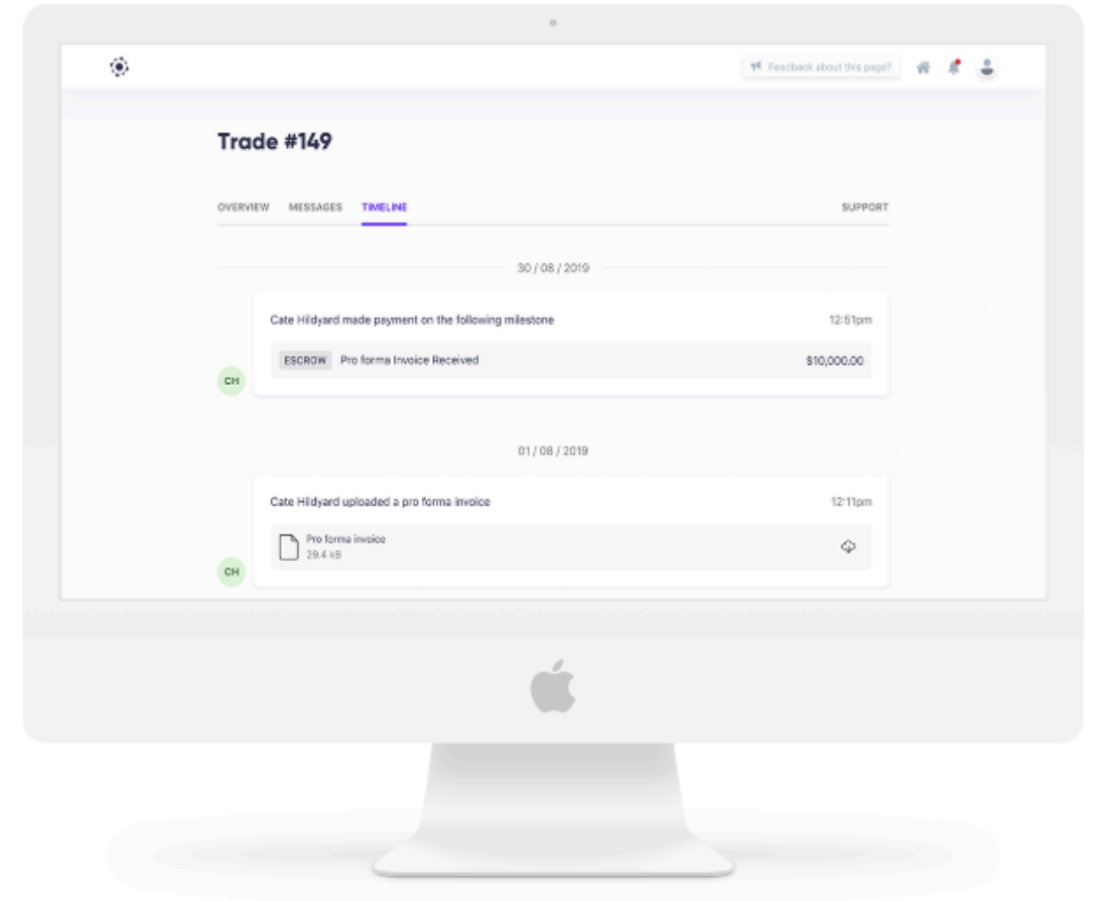 Feedback about this page?
Trade #149
OVERVIEW MESSAGES TIMELINE SUPPORT
30 / 08 / 2019
Cate Hildyard made payment on the following milestone 12:51pm
ESCROW Pro forma Invoice Received $10,000.00
CH
01 / 08 / 2019
Cate Hildyard uploaded a pro forma invoice 12:11pm
Pro forma invoice
29.4 kB
CH